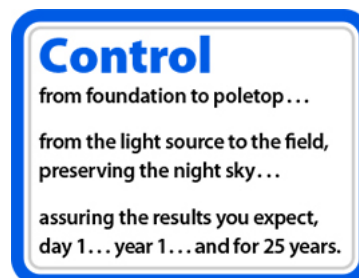 Control
from foundation to poletop...
from the light source to the field,
preserving the night sky...
assuring the results you expect,
day 1...year 1...and for 25 years.